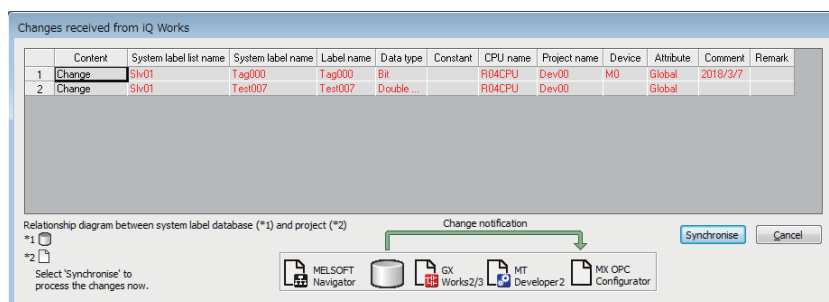 Changes received from iQ Works
Content System label list name System label name Label name Data type Constant CPU name Project name Device Attribute Comment Remark
1 Change Slv01 Tag000 Tag000 Bit R04CPU Dev00 M0 Global 2018/3/7
2 Change Slv01 Test007 Test007 Double ... R04CPU Dev00 Global
Relationship diagram between system label database (*1) and project (*2)
*1
*2
Select 'Synchronise' to
process the changes now.
Change notification
MELSOFT
Navigator
GX
Works2/3
MT
Developer2
MX OPC
Configurator
Synchronise
Cancel